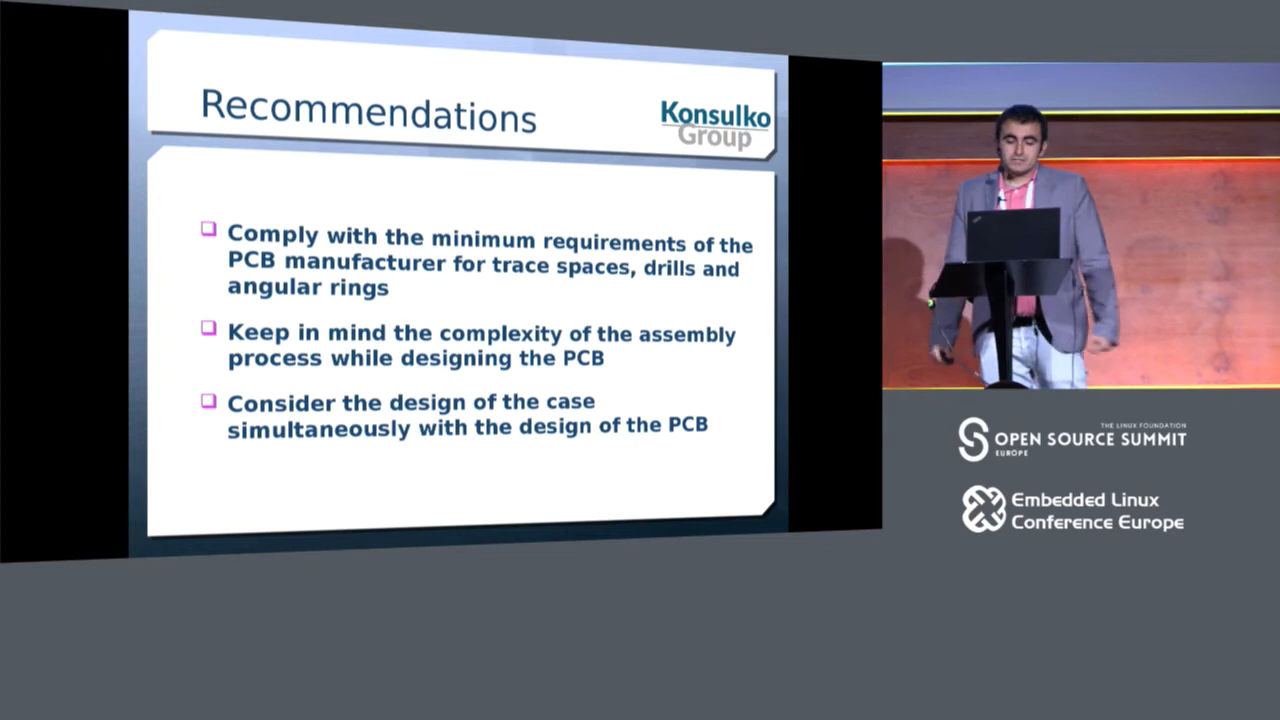 Recommendations
Konsulko
Group
Comply with the minimum requirements of the
PCB manufacturer for trace spaces, drills and
angular rings
Keep in mind the complexity of the assembly
process while designing the PCB
Consider the design of the case
simultaneously with the design of the PCB
THE LINUX FOUNDATION
OPEN SOURCE SUMMIT
EUROPE
Embedded Linux
Conference Europe